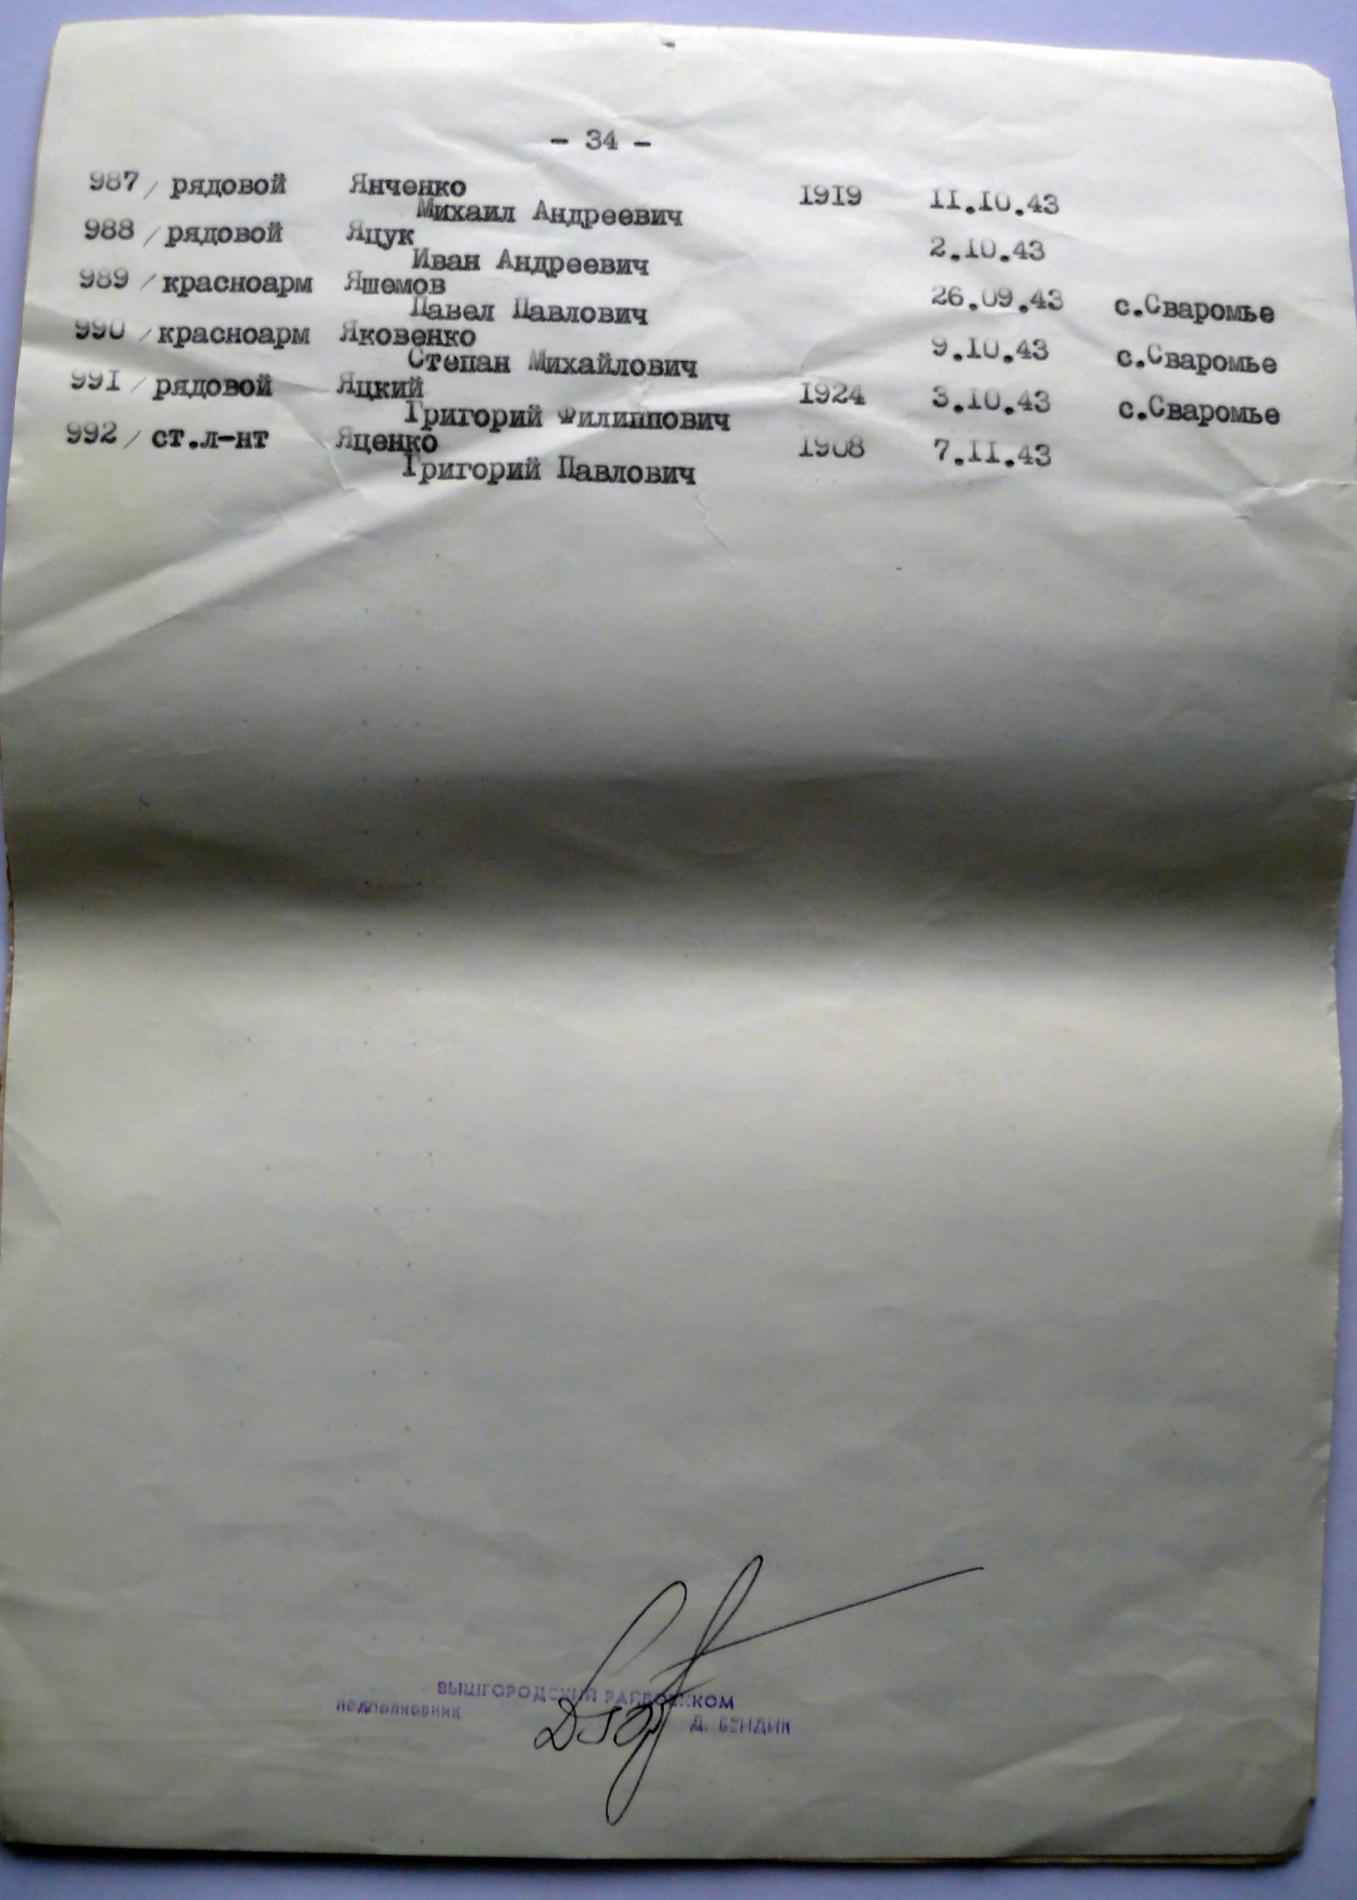 - 34 -
987/ рядовой Янченко 1919 11.10.43
Михаил Андреевич
988/ рядовой Яцук 2.10.43
Иван Андреевич
989/ красноарм Яшемов 26.09.43 с.Сваромье
Павел Павлович
990/ красноарм Яковенко 9.10.43 с.Сваромье
Степан Михайлович
991/ рядовой Яцкий 1924 3.10.43 с.Сваромье
Григорий Филиппович
992/ ст.л-нт Яценко 1908 7.11.43
Григорий Павлович
ВЫШГОРОДСКИЙ РАЙВОЕНКОМ
ПОДПОЛКОВНИК Д. БЕНДИК